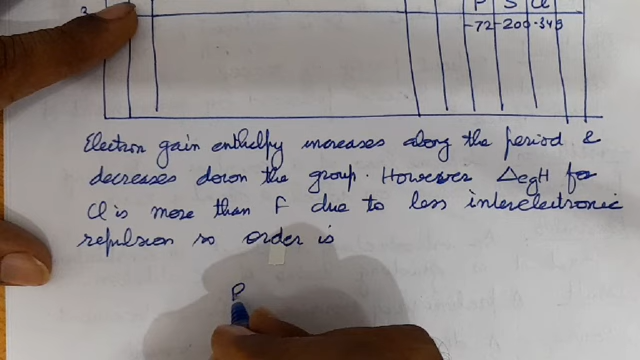 P S Cl
-72 -200 -349
Electron gain enthalpy increases along the period &
decreases down the group. However ΔegH for
Cl is more than F due to less interelectronic
repulsion so order is
P